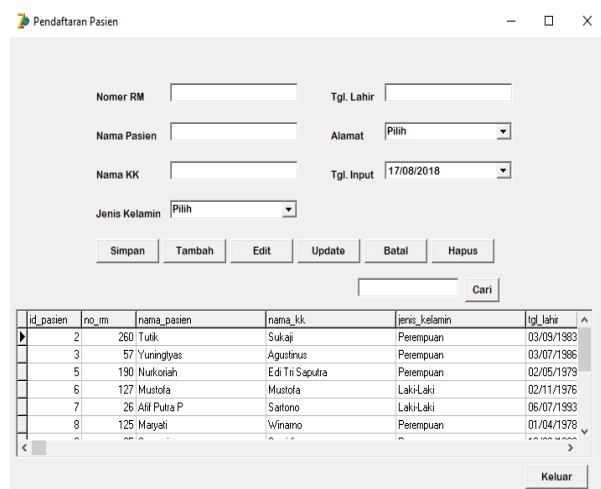 Pendaftaran Pasien
Nomer RM
Tgl. Lahir
Nama Pasien
Alamat Pilih
Nama KK
Tgl. Input 17/08/2018
Jenis Kelamin Pilih
Simpan Tambah Edit Update Batal Hapus
Cari
id_pasien no_rm nama_pasien nama_kk jenis_kelamin tgl_lahir
2 260 Tutik Sukaji Perempuan 03/09/1983
3 57 Yuningtyas Agustinus Perempuan 03/07/1986
5 190 Nurkoriah Edi Tri Saputra Perempuan 02/05/1979
6 127 Mustofa Mustofa Laki-Laki 02/11/1976
7 26 Afif Putra P Sartono Laki-Laki 06/07/1993
8 125 Maryati Winarno Perempuan 01/04/1978
Keluar